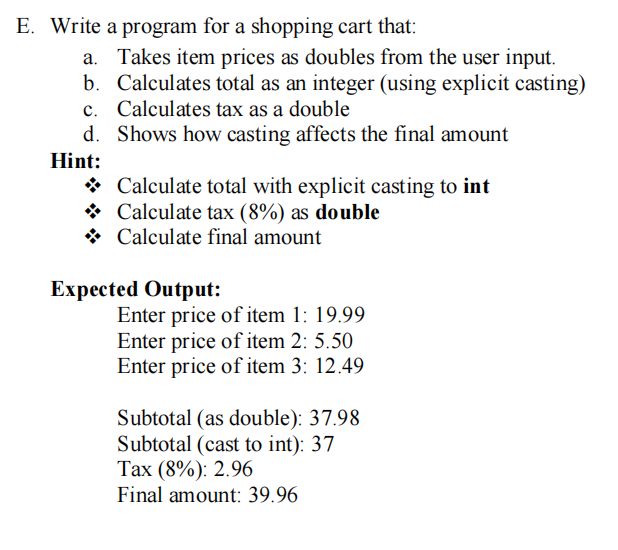 E. Write a program for a shopping cart that:
a. Takes item prices as doubles from the user input.
b. Calculates total as an integer (using explicit casting)
c. Calculates tax as a double
d. Shows how casting affects the final amount
Hint:
❖ Calculate total with explicit casting to int
❖ Calculate tax (8%) as double
❖ Calculate final amount
Expected Output:
Enter price of item 1: 19.99
Enter price of item 2: 5.50
Enter price of item 3: 12.49
Subtotal (as double): 37.98
Subtotal (cast to int): 37
Tax (8%): 2.96
Final amount: 39.96